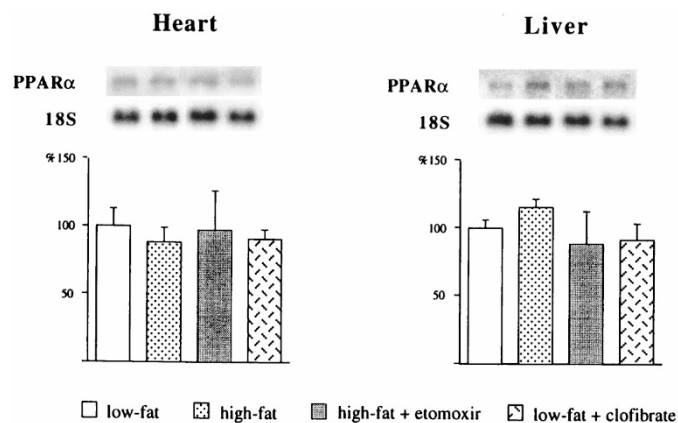 Heart
Liver
PPARα
18S
PPARα
18S
% 150
100
50
% 150
100
50
low-fat
high-fat
high-fat + etomoxir
low-fat + clofibrate